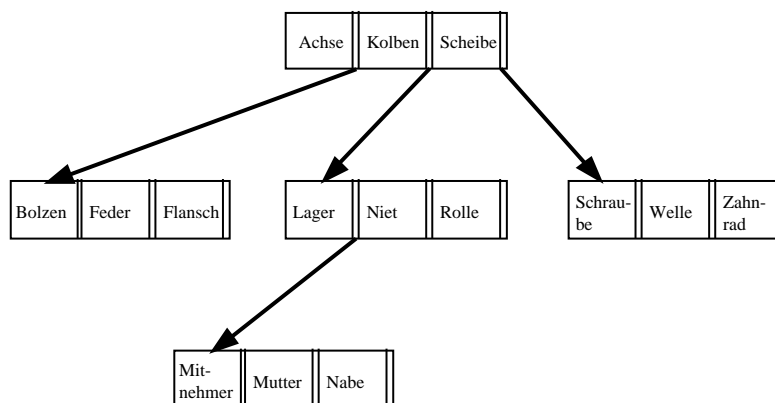 Achse Kolben Scheibe
Bolzen Feder Flansch
Lager Niet Rolle
Schrau-
be
Welle
Zahn-
rad
Mit-
nehmer
Mutter Nabe